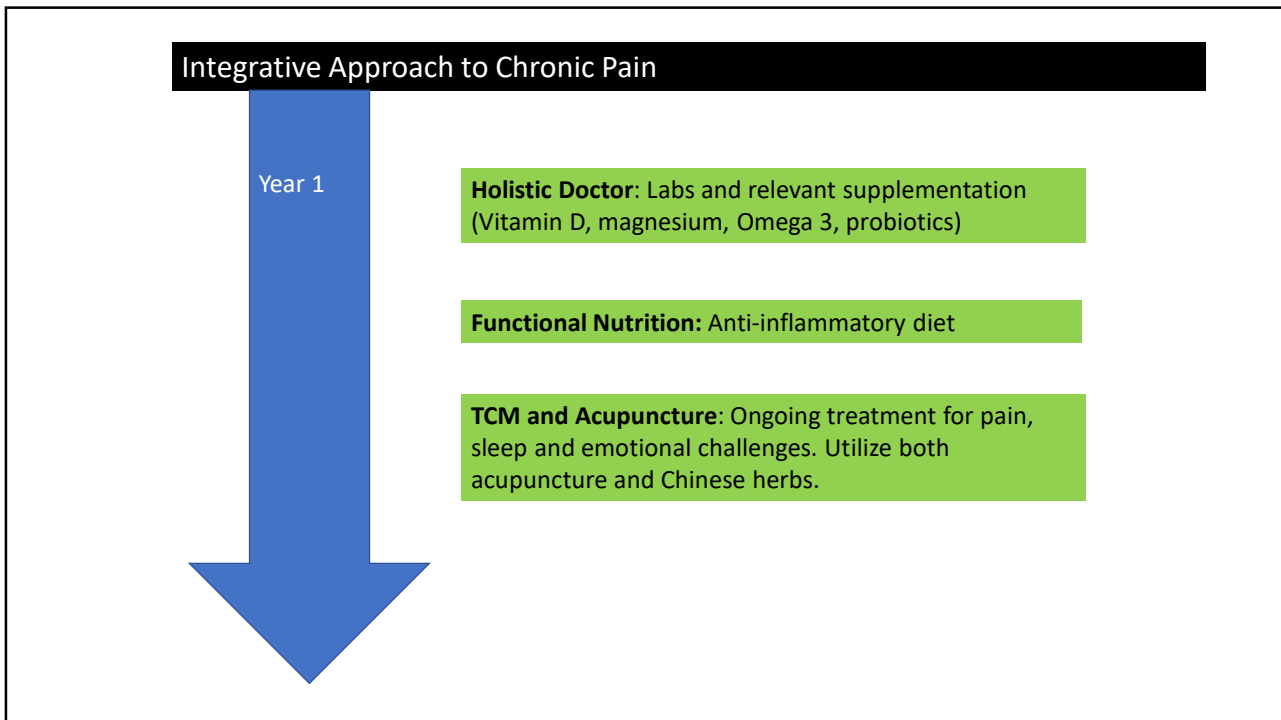 Integrative Approach to Chronic Pain
Year 1
Holistic Doctor: Labs and relevant supplementation
(Vitamin D, magnesium, Omega 3, probiotics)
Functional Nutrition: Anti-inflammatory diet
TCM and Acupuncture: Ongoing treatment for pain,
sleep and emotional challenges. Utilize both
acupuncture and Chinese herbs.